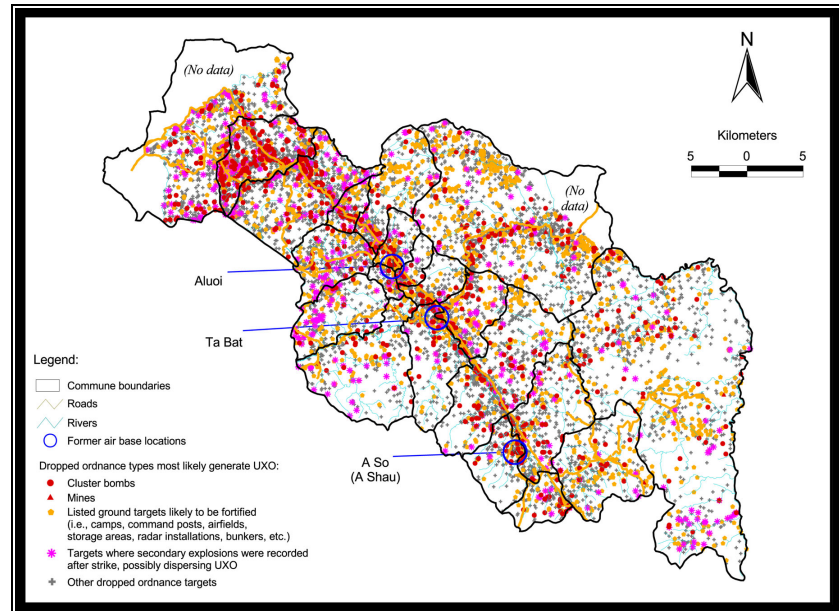 (No data)
N
Kilometers
5 0 5
(No
data)
Aluoi
Ta Bat
A So
(A Shau)
Legend:
Commune boundaries
Roads
Rivers
Former air base locations
Dropped ordnance types most likely generate UXO:
Cluster bombs
Mines
Listed ground targets likely to be fortified
(i.e., camps, command posts, airfields,
storage areas, radar installations, bunkers, etc.)
Targets where secondary explosions were recorded
after strike, possibly dispersing UXO
Other dropped ordnance targets